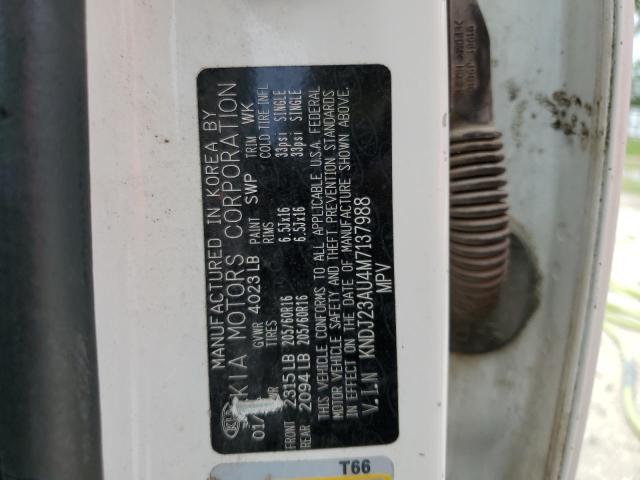 MANUFACTURED IN KOREA BY
KIA KIA MOTORS CORPORATION
01/ GVWR 4023 LB PAINT SWP TRIM WK
TIRES RIMS COLD TIRE INFL
FRONT 2315 LB 205/60R16 6.5JX16 33psi SINGLE
REAR 2094 LB 205/60R16 6.5JX16 33psi SINGLE
THIS VEHICLE CONFORMS TO ALL APPLICABLE U.S.A. FEDERAL
MOTOR VEHICLE SAFETY AND THEFT PREVENTION STANDARDS
IN EFFECT ON THE DATE OF MANUFACTURE SHOWN ABOVE.
V.I.N KNDJ23AU4M7137988
MPV
T66